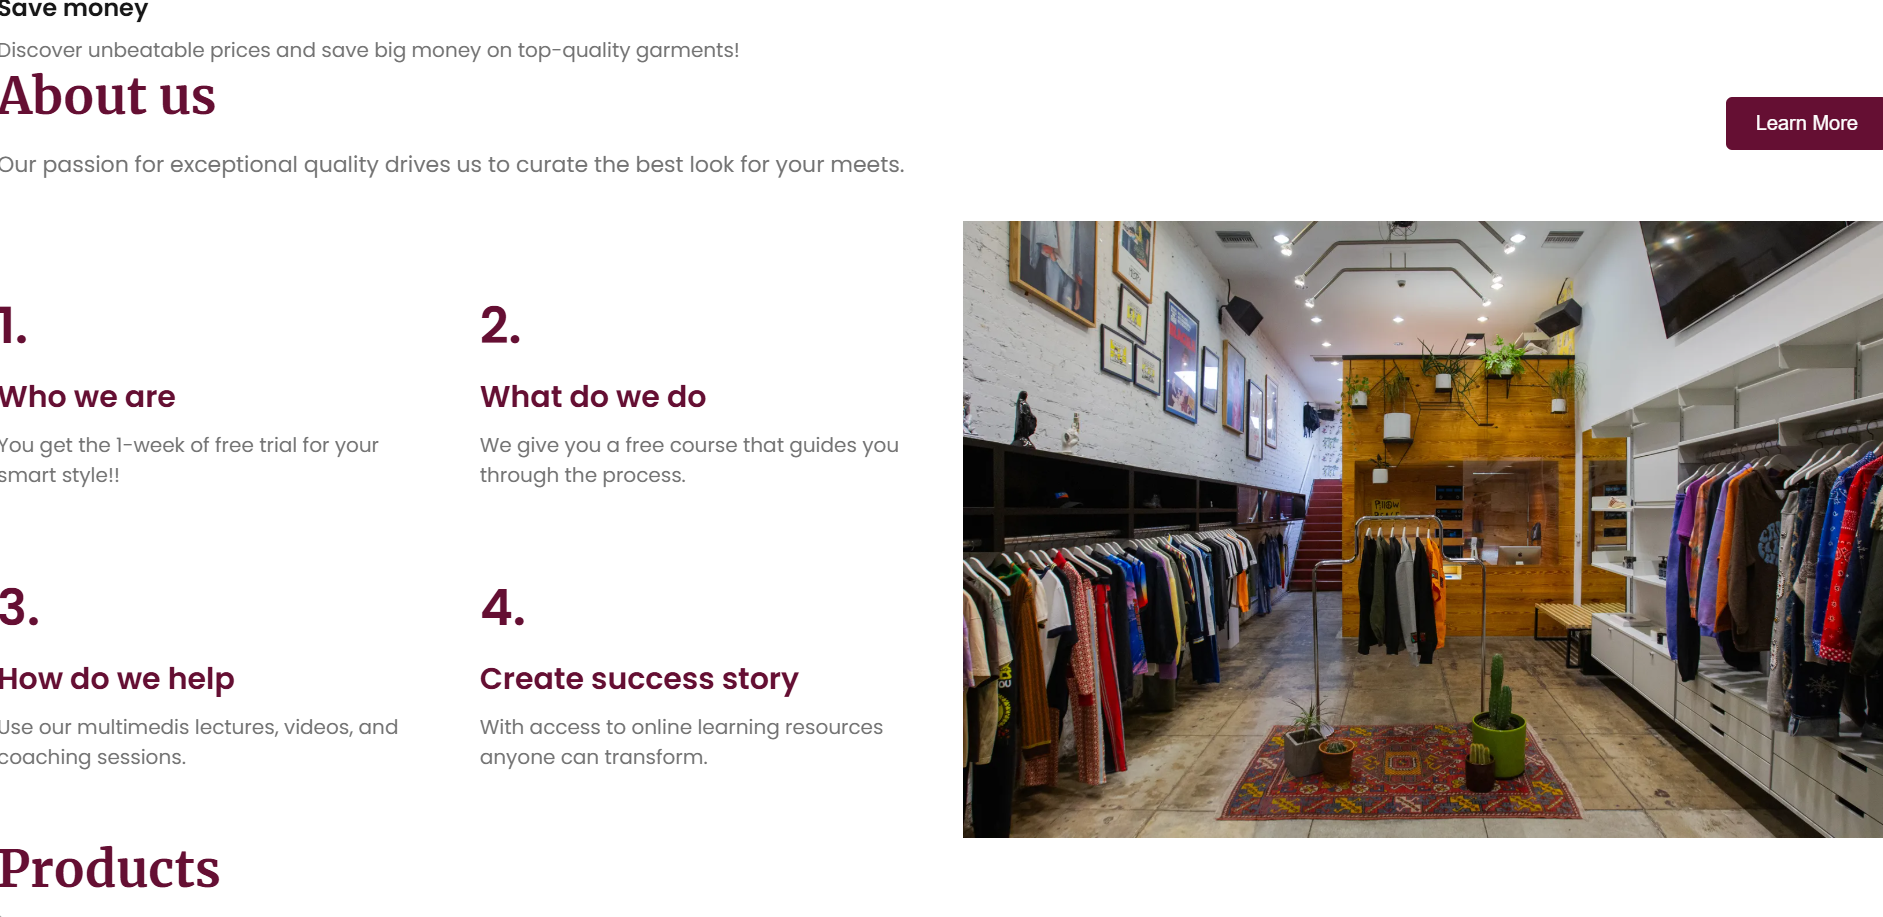 Save money
Discover unbeatable prices and save big money on top-quality garments!
About us
Learn More
Our passion for exceptional quality drives us to curate the best look for your meets.
1.
Who we are
You get the 1-week of free trial for your
smart style!!
2.
What do we do
We give you a free course that guides you
through the process.
3.
How do we help
Use our multimedis lectures, videos, and
coaching sessions.
4.
Create success story
With access to online learning resources
anyone can transform.
Products